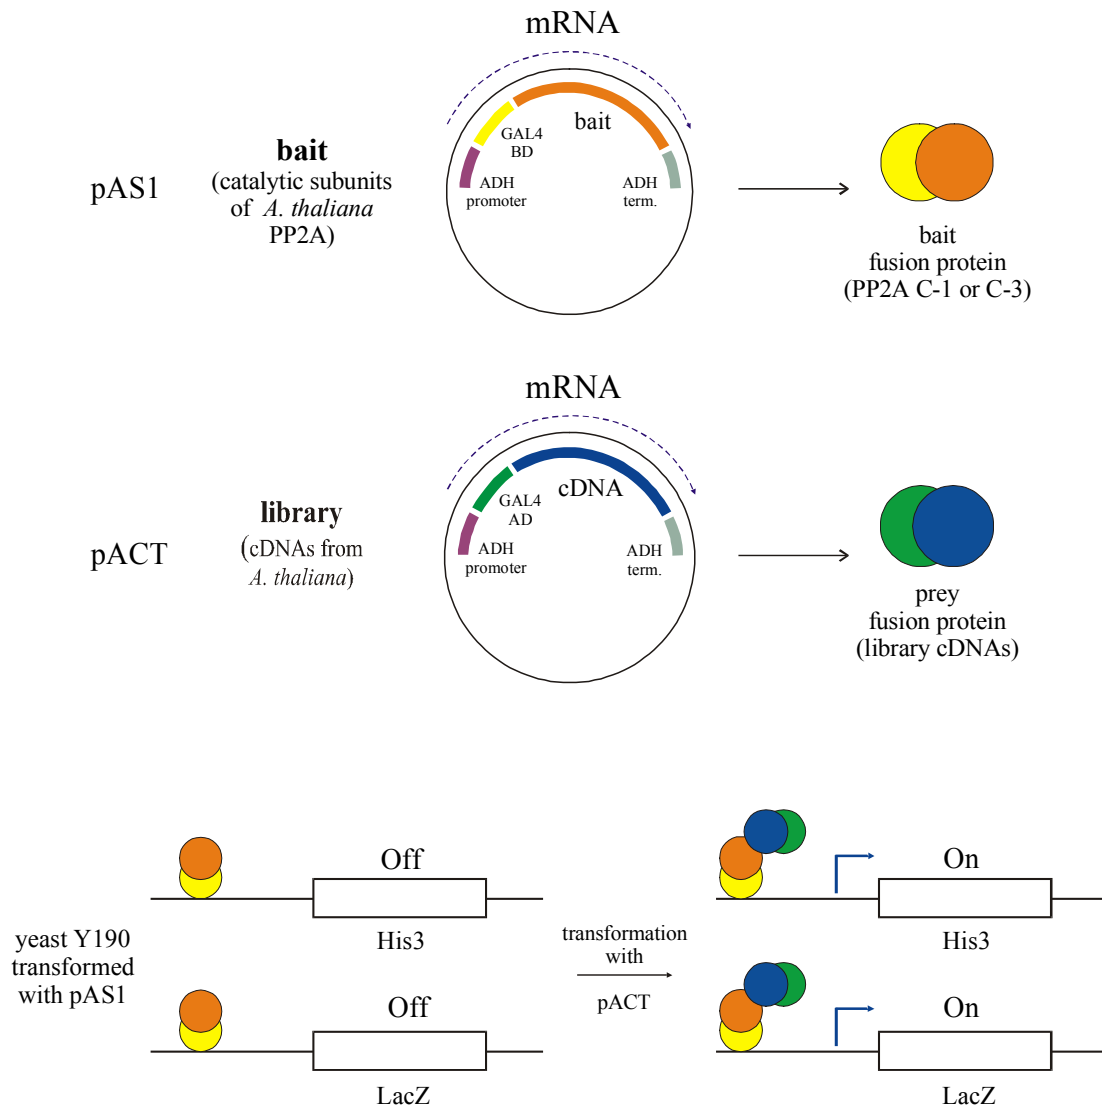 mRNA
pAS1
bait
(catalytic subunits
of A. thaliana
PP2A)
GAL4
BD
bait
ADH
promoter
ADH
term.
bait
fusion protein
(PP2A C-1 or C-3)
mRNA
pACT
library
(cDNAs from
A. thaliana)
GAL4
AD
cDNA
ADH
promoter
ADH
term.
prey
fusion protein
(library cDNAs)
yeast Y190
transformed
with pAS1
Off
His3
Off
LacZ
transformation
with
pACT
On
His3
On
LacZ